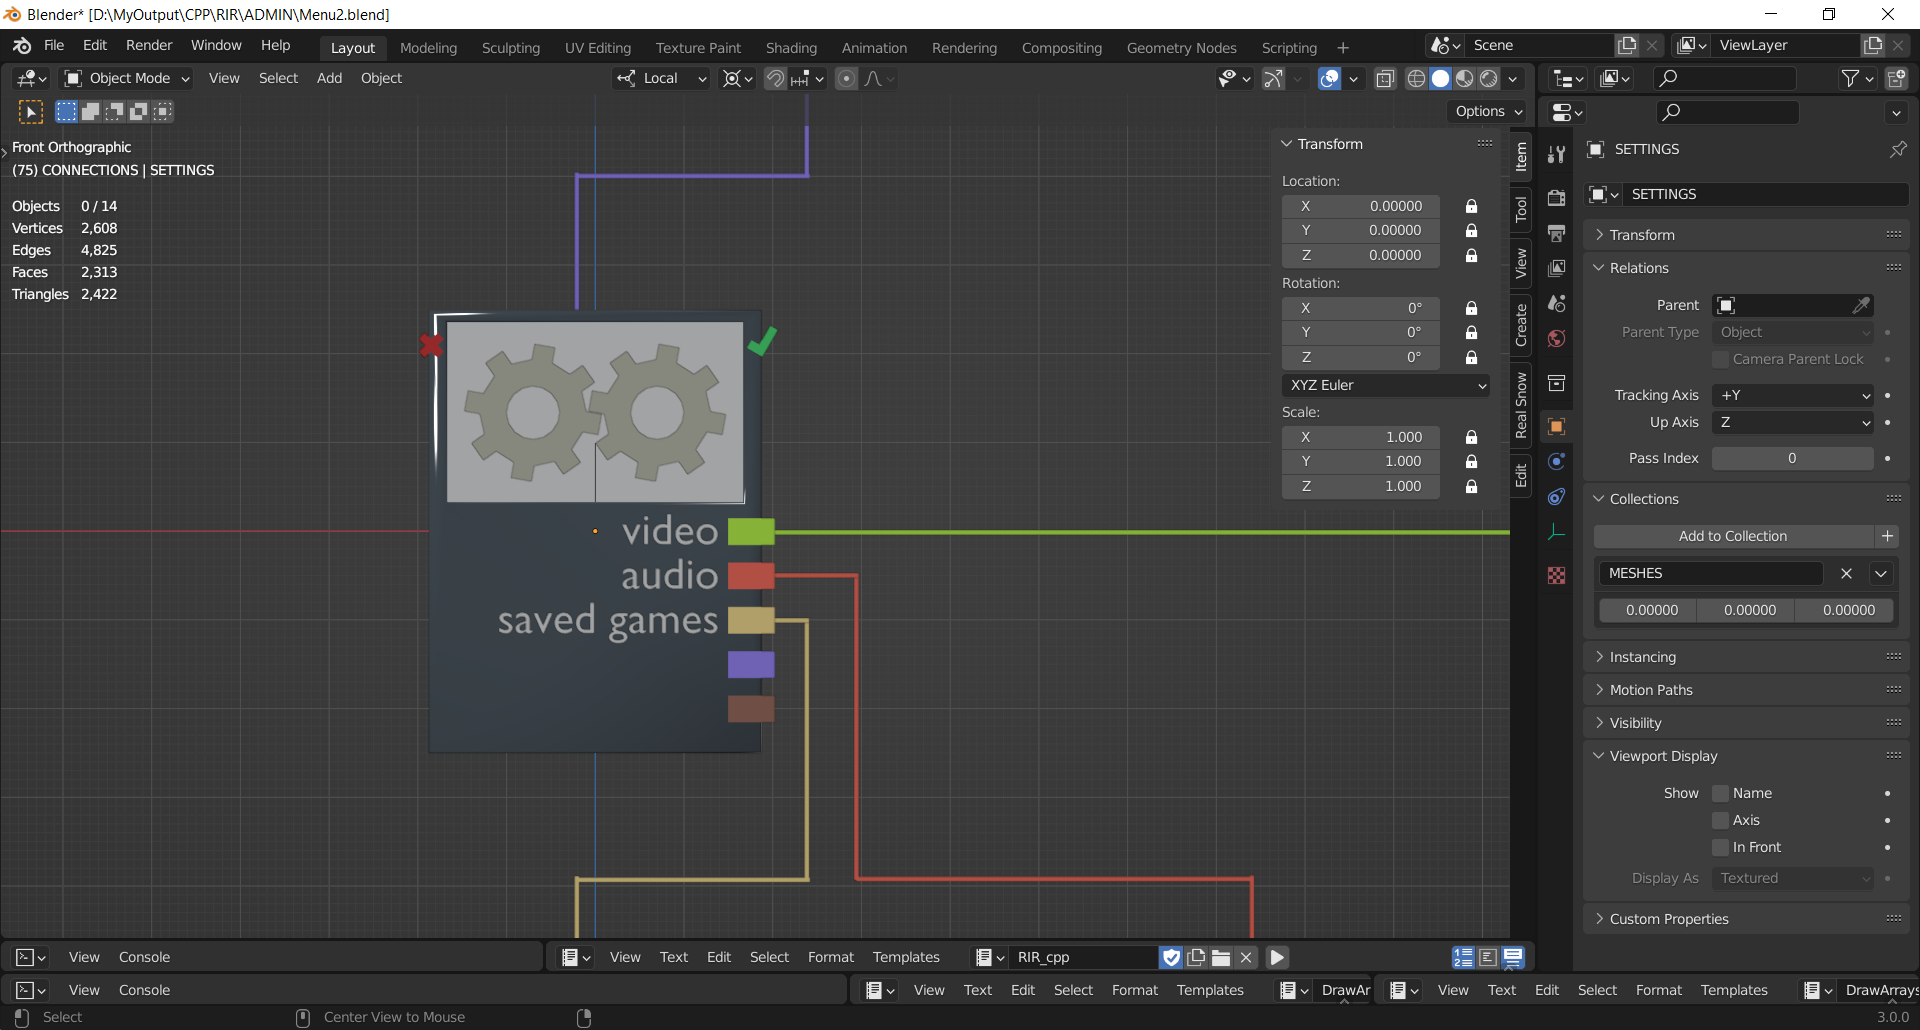 Blender* [D:\MyOutput\CPP\RIR\ADMIN\Menu2.blend]
File Edit Render Window Help Layout Modeling Sculpting UV Editing Texture Paint Shading Animation Rendering Compositing Geometry Nodes Scripting + Scene ViewLayer
Object Mode View Select Add Object Local
Options
Front Orthographic
(75) CONNECTIONS | SETTINGS
Objects 0 / 14
Vertices 2,608
Edges 4,825
Faces 2,313
Triangles 2,422
video
audio
saved games
Transform
Location:
X 0.00000
Y 0.00000
Z 0.00000
Rotation:
X 0°
Y 0°
Z 0°
XYZ Euler
Scale:
X 1.000
Y 1.000
Z 1.000
Item
Tool
View
Create
Real Snow
Edit
SETTINGS
SETTINGS
Transform
Relations
Parent
Parent Type Object
Camera Parent Lock
Tracking Axis +Y
Up Axis Z
Pass Index 0
Collections
Add to Collection +
MESHES
0.00000 0.00000 0.00000
Instancing
Motion Paths
Visibility
Viewport Display
Show Name
Axis
In Front
Display As Textured
Custom Properties
View Console View Text Edit Select Format Templates RIR_cpp
View Console View Text Edit Select Format Templates DrawAr View Text Edit Select Format Templates DrawArrays
Select Center View to Mouse 3.0.0